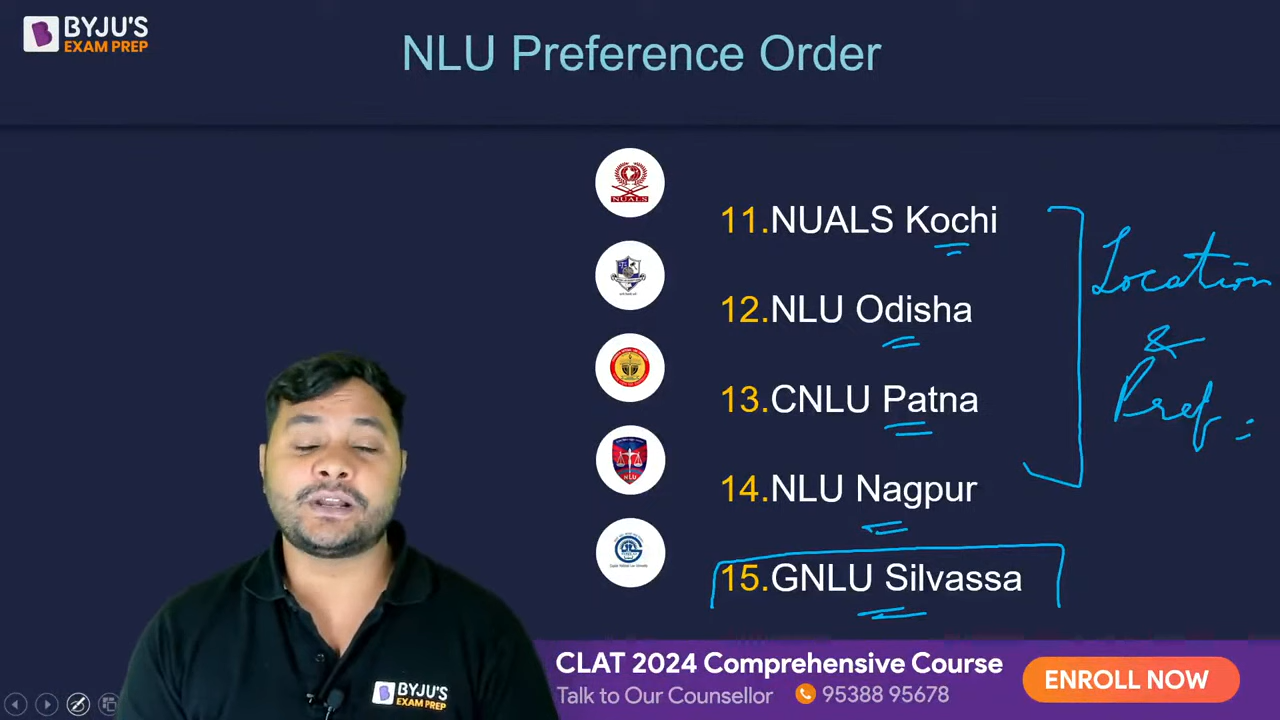 BYJU'S
EXAM PREP
NLU Preference Order
NUALS
11.NUALS Kochi
12.NLU Odisha
13.CNLU Patna
14.NLU Nagpur
NLU
15.GNLU Silvassa
Location
&
Pref :
BYJU'S
EXAM PREP
CLAT 2024 Comprehensive Course
Talk to Our Counsellor 95388 95678
ENROLL NOW